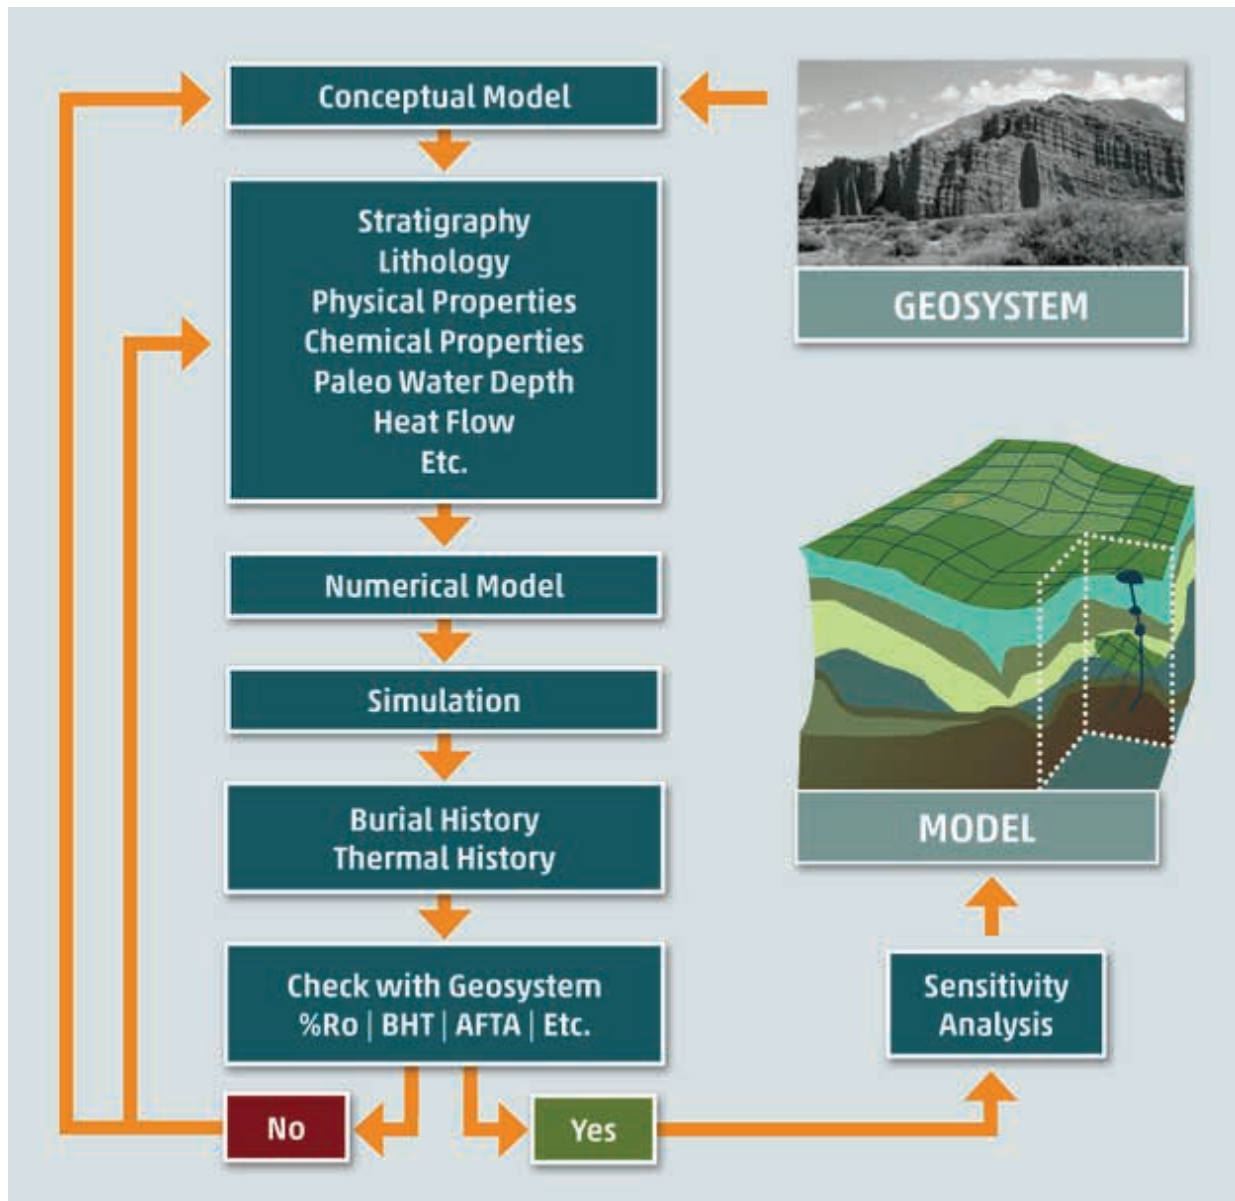 Conceptual Model
Stratigraphy
Lithology
Physical Properties
Chemical Properties
Paleo Water Depth
Heat Flow
Etc.
Numerical Model
Simulation
Burial History
Thermal History
Check with Geosystem
%Ro | BHT | AFTA | Etc.
No
Yes
GEOSYSTEM
MODEL
Sensitivity
Analysis